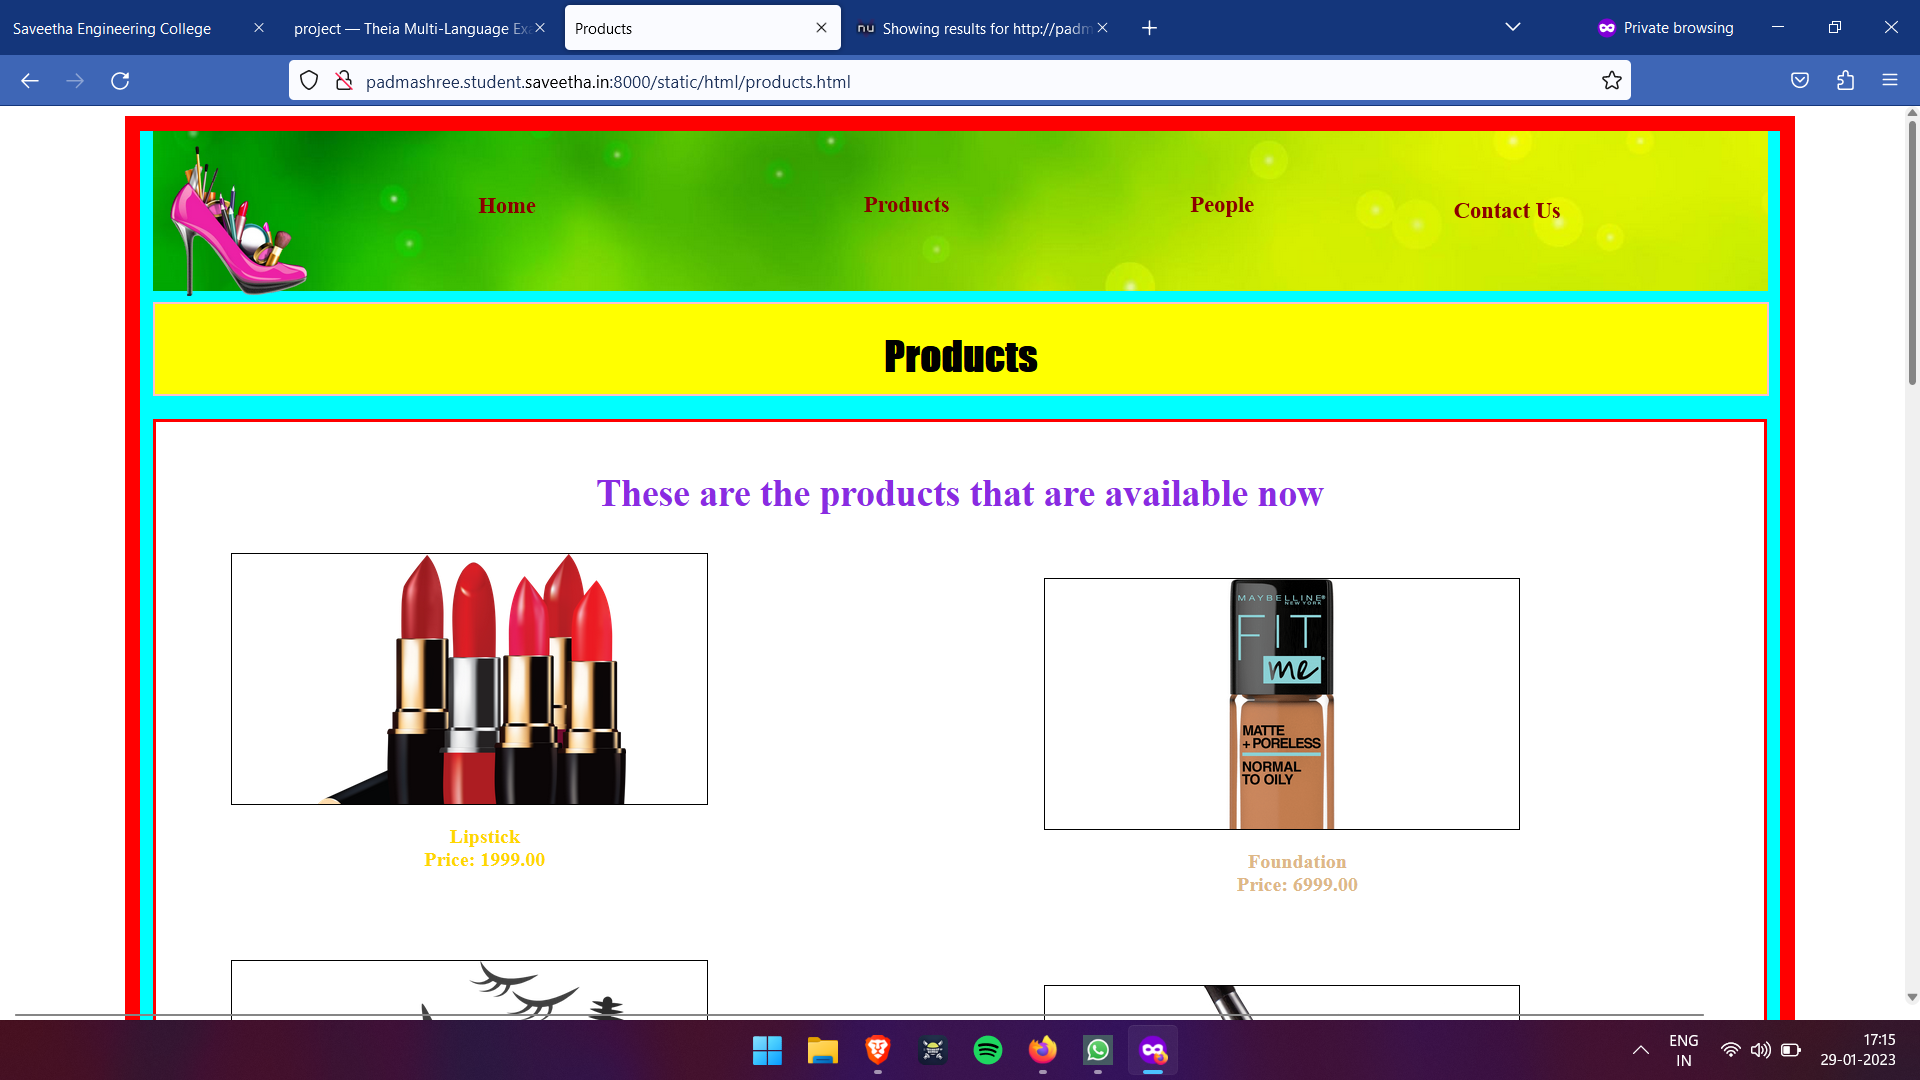 Saveetha Engineering College
project — Theia Multi-Language Ex
Products
nu Showing results for http://padm
Private browsing
padmashree.student.saveetha.in:8000/static/html/products.html
Home
Products
People
Contact Us
Products
These are the products that are available now
MAYBELLINE®
NEW YORK
FIT
me
MATTE
+ PORELESS
NORMAL
TO OILY
Lipstick
Price: 1999.00
Foundation
Price: 6999.00
ENG
IN
17:15
29-01-2023